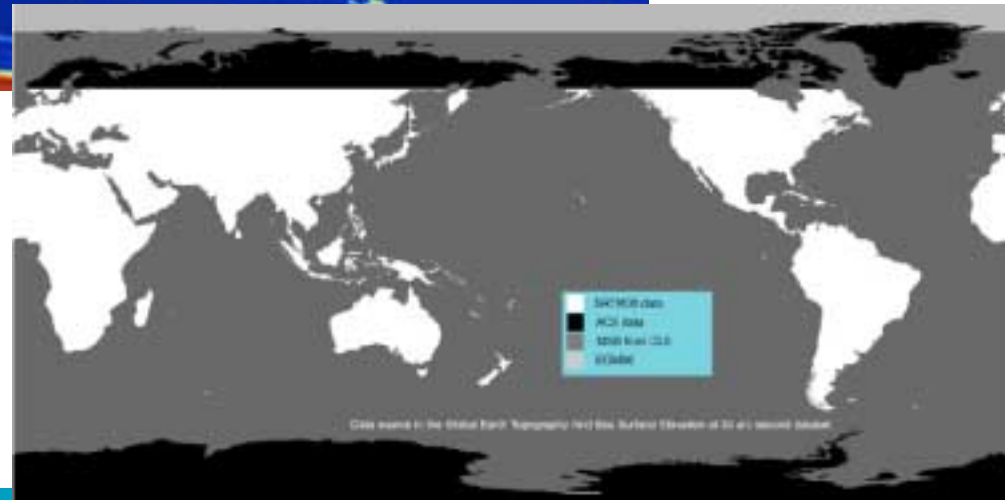 data
ACE data
MSS from CLS
EGM96
Data source in the Global Earth Topography And Sea Surface Elevation at 30 arc second dataset